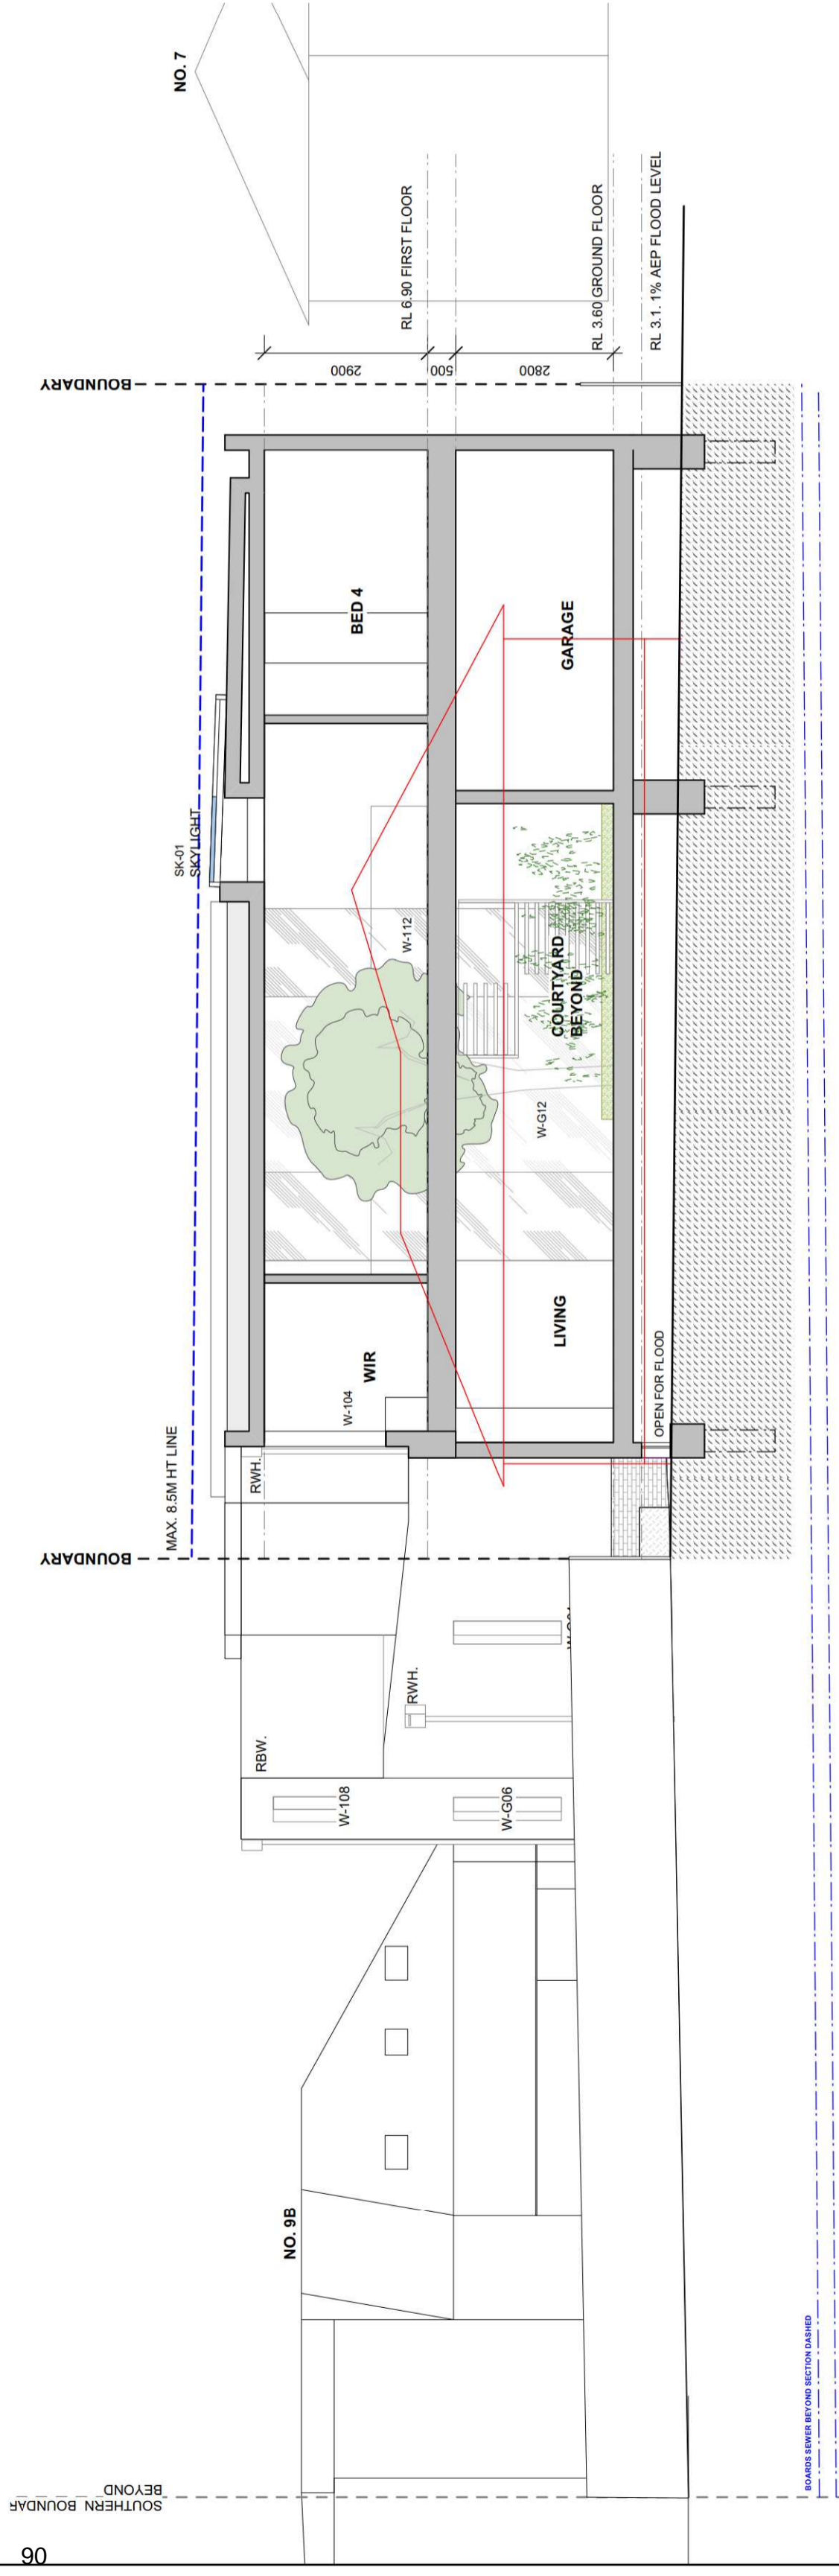 NO. 7
RL 6.90 FIRST FLOOR
RL 3.60 GROUND FLOOR
RL 3.1. 1% AEP FLOOD LEVEL
2900
500
2800
BOUNDARY
SK-01
SKYLIGHT
BED 4
GARAGE
W-112
COURTYARD
BEYOND
W-G12
WIR
W-104
LIVING
OPEN FOR FLOOD
MAX. 8.5M HT LINE
RWH.
BOUNDARY
RWH.
RBW.
W-108
W-G06
NO. 9B
BOARDS SEWER BEYOND SECTION DASHED
SOUTHERN BOUNDAR
BEYOND
90